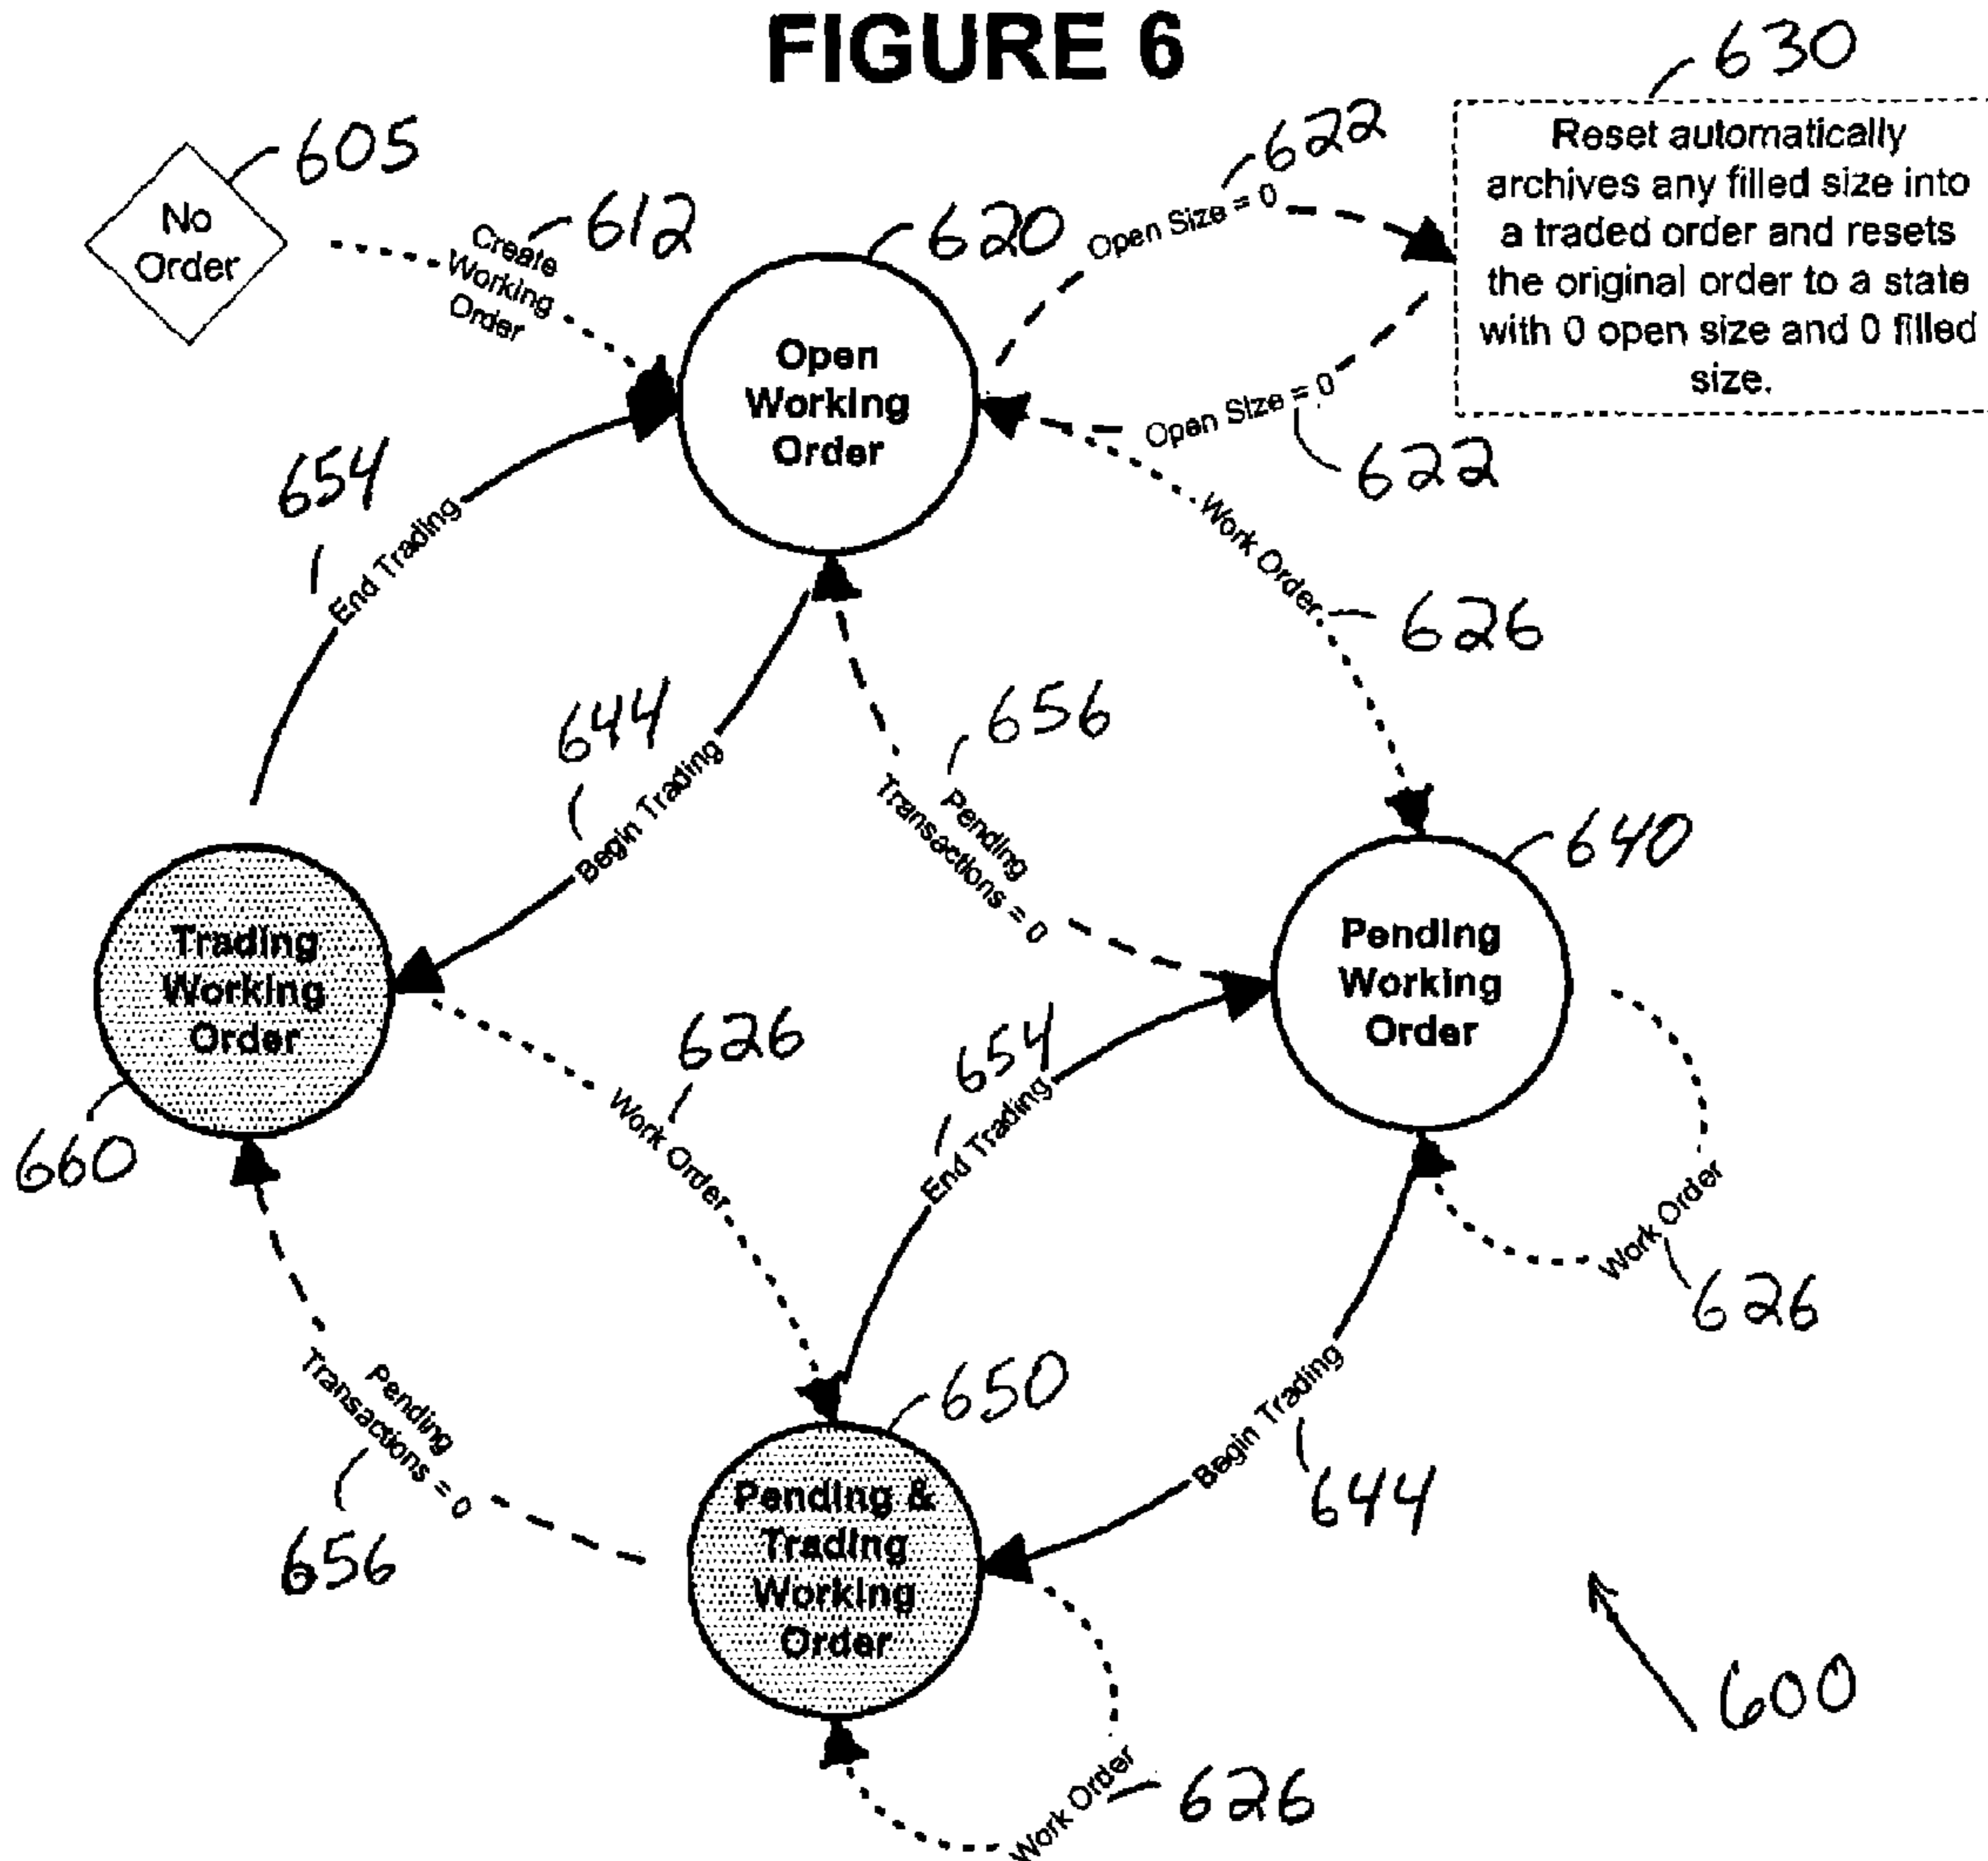 FIGURE 6
630
605
No
Order
612
Create
Working
Order
620
622
Open Size = 0
Reset automatically
archives any filled size into
a traded order and resets
the original order to a state
with 0 open size and 0 filled
size.
Open
Working
Order
Open Size = 0
622
654
End Trading
Work Order
626
644
Begin Trading
656
Pending
Transactions = 0
640
Trading
Working
Order
660
Pending
Working
Order
626
Work Order
654
End Trading
Work Order
626
Pending
Transactions = 0
656
650
Begin Trading
644
Pending &
Trading
Working
Order
600
Work Order
626